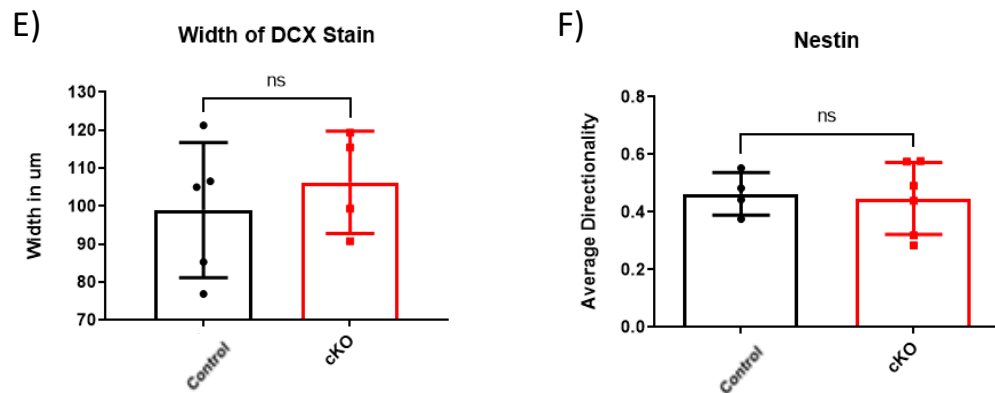 E)
Width of DCX Stain
ns
Width in um
130
120
110
100
90
80
70
Control
cKO
F)
Nestin
ns
Average Directionality
0.8
0.6
0.4
0.2
0.0
Control
cKO